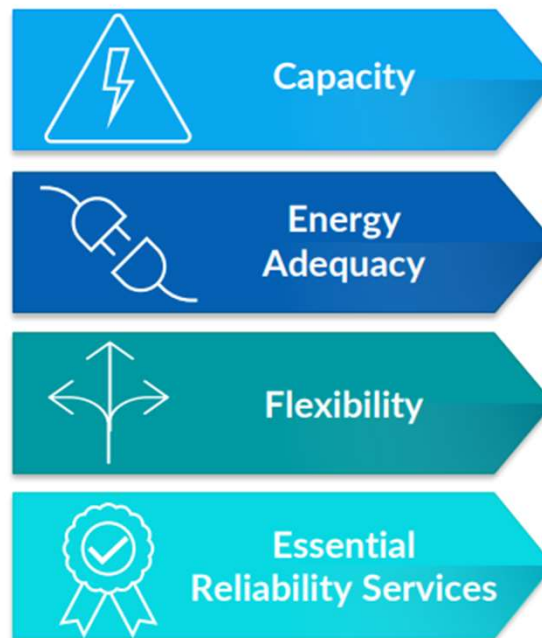 Capacity
Energy
Adequacy
Flexibility
Essential
Reliability Services